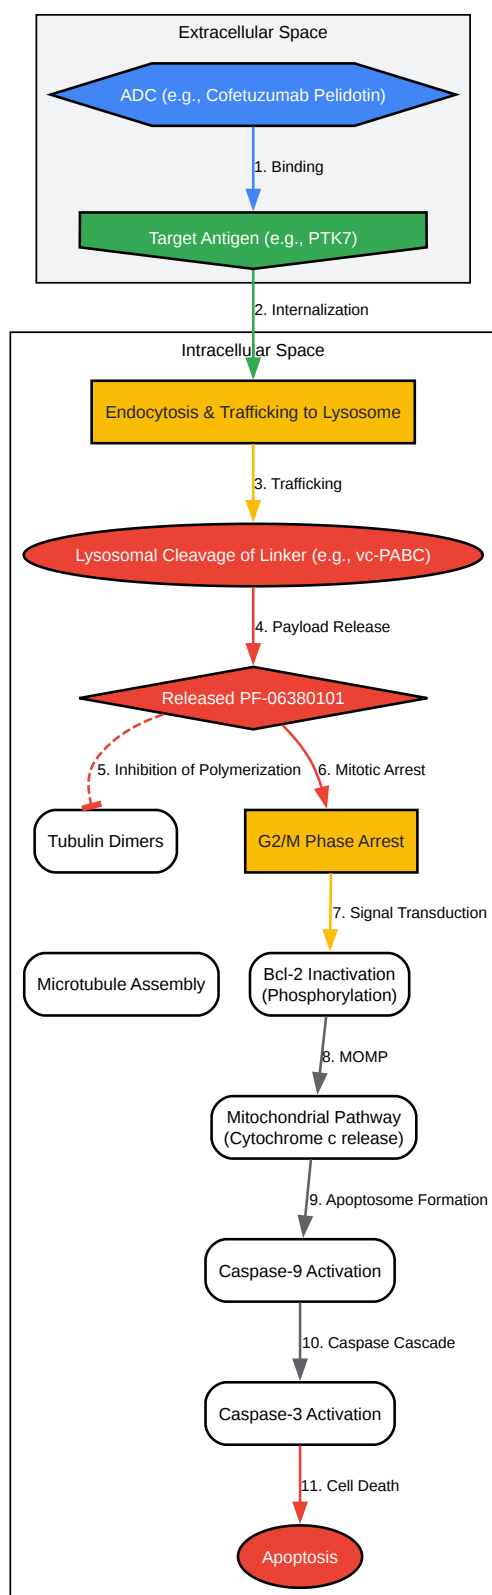 Extracellular Space
ADC (e.g., Cofetuzumab Pelidotin)
1. Binding
Target Antigen (e.g., PTK7)
2. Internalization
Intracellular Space
Endocytosis & Trafficking to Lysosome
3. Trafficking
Lysosomal Cleavage of Linker (e.g., vc-PABC)
4. Payload Release
Released PF-06380101
5. Inhibition of Polymerization
6. Mitotic Arrest
Tubulin Dimers
G2/M Phase Arrest
7. Signal Transduction
Microtubule Assembly
Bcl-2 Inactivation
(Phosphorylation)
8. MOMP
Mitochondrial Pathway
(Cytochrome c release)
9. Apoptosome Formation
Caspase-9 Activation
10. Caspase Cascade
Caspase-3 Activation
11. Cell Death
Apoptosis